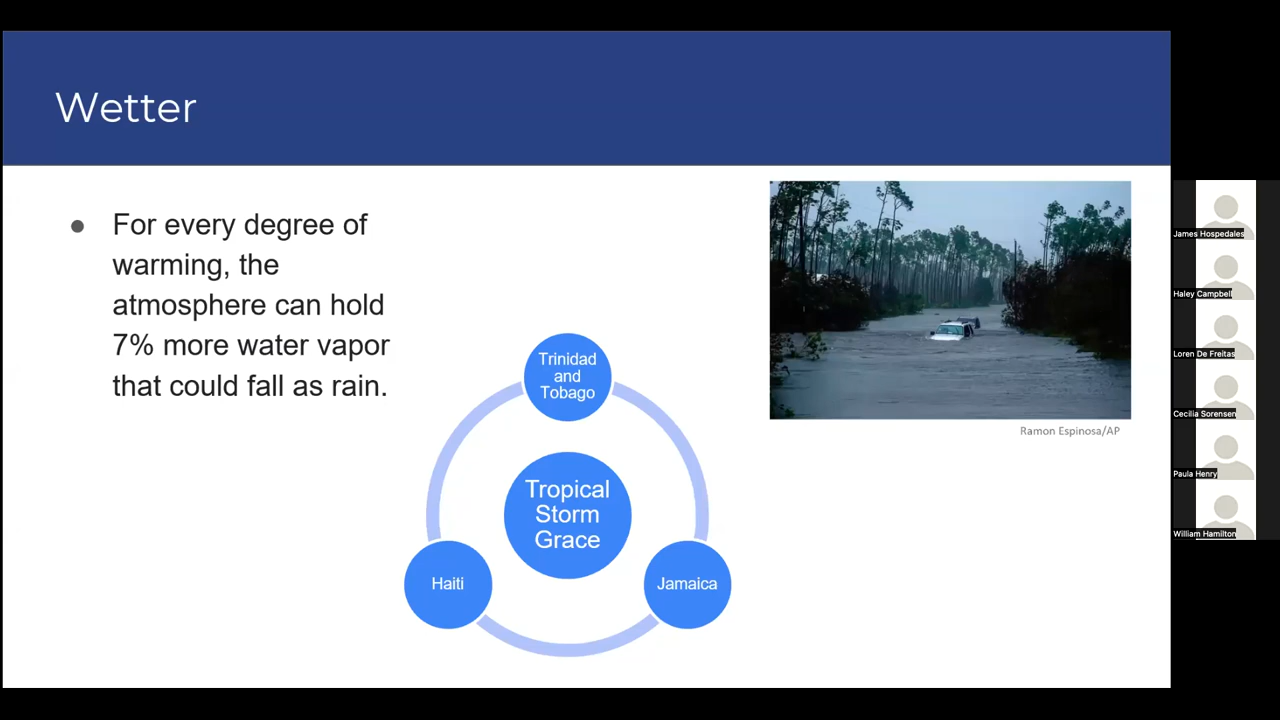 Wetter
● For every degree of
warming, the
atmosphere can hold
7% more water vapor
that could fall as rain.
Trinidad
and
Tobago
Tropical
Storm
Grace
Haiti
Jamaica
Ramon Espinosa/AP
James Hospedales
Haley Campbell
Loren De Freitas
Cecilia Sorensen
Paula Henry
William Hamilton